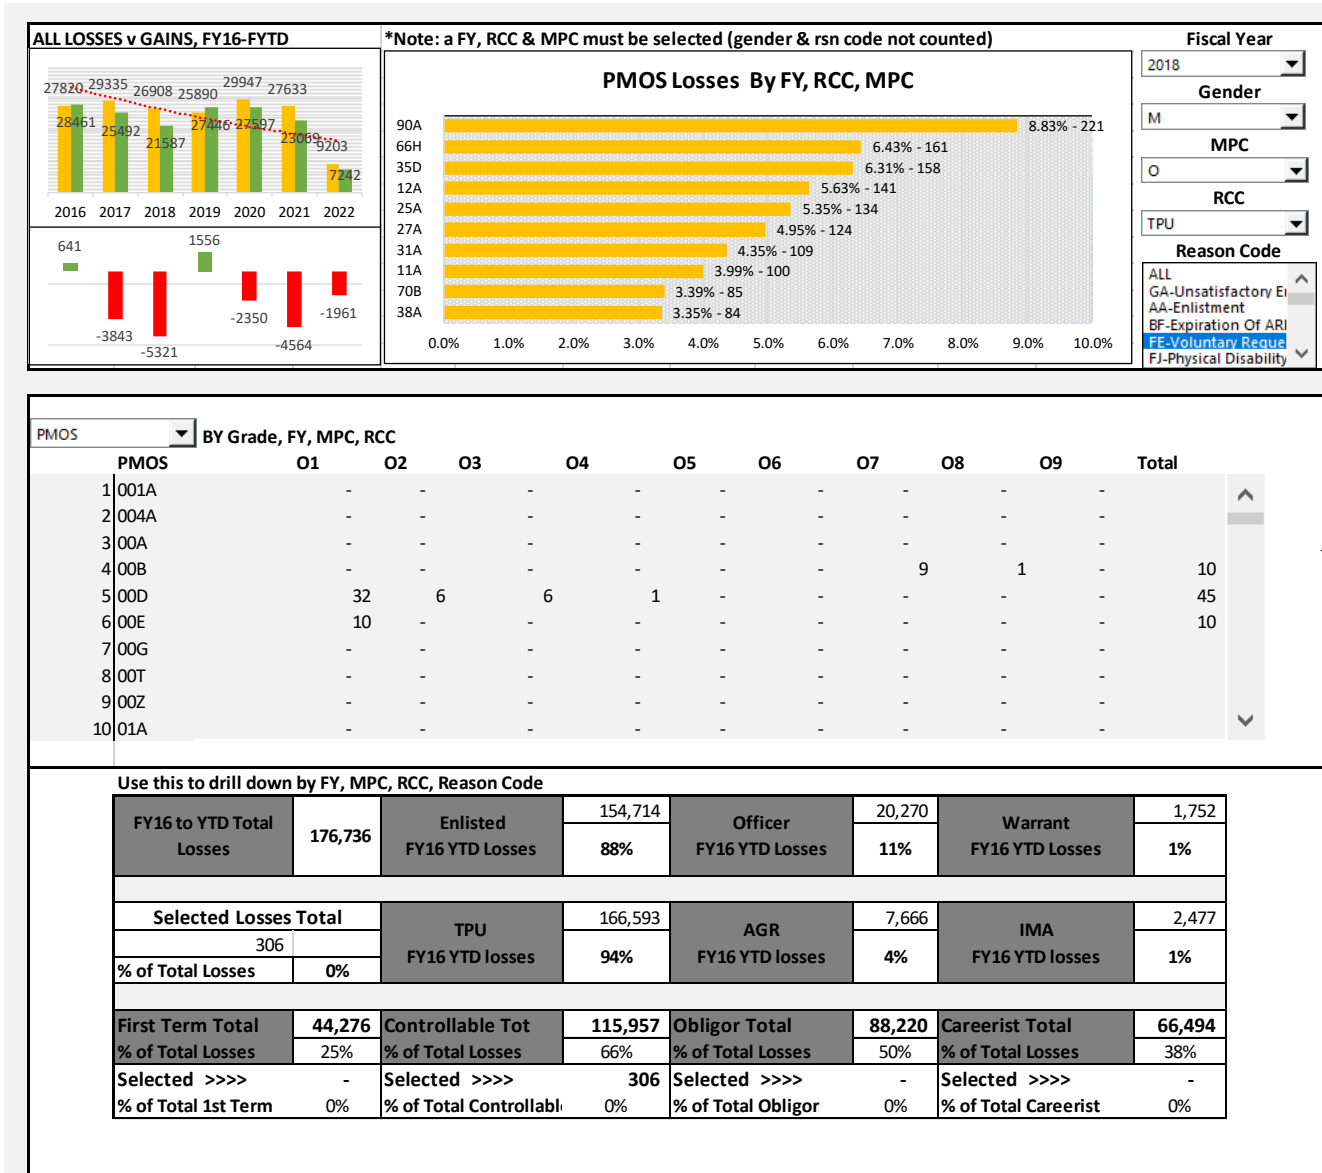 ALL LOSSES v GAINS, FY16-FYTD
27820 29335 26908 25890 29947 27633 9203
28461 25492 21587 27446 27597 23069 7242
2016 2017 2018 2019 2020 2021 2022
641 -3843 -5321 1556 -2350 -4564 -1961
*Note: a FY, RCC & MPC must be selected (gender & rsn code not counted)
PMOS Losses By FY, RCC, MPC
90A 8.83% - 221
66H 6.43% - 161
35D 6.31% - 158
12A 5.63% - 141
25A 5.35% - 134
27A 4.95% - 124
31A 4.35% - 109
11A 3.99% - 100
70B 3.39% - 85
38A 3.35% - 84
0.0% 1.0% 2.0% 3.0% 4.0% 5.0% 6.0% 7.0% 8.0% 9.0% 10.0%
Fiscal Year
2018
Gender
M
MPC
O
RCC
TPU
Reason Code
ALL
GA-Unsatisfactory
AA-Enlistment
BF-Expiration Of
FE-Voluntary
FJ-Physical Disability
PMOS BY Grade, FY, MPC, RCC
PMOS O1 O2 O3 O4 O5 O6 O7 O8 O9 Total
1 001A - - - - - - - - -
2 004A - - - - - - - - -
3 00A - - - - - - - - -
4 00B - - - - - - 9 1 - 10
5 00D 32 6 6 1 - - - - - 45
6 00E 10 - - - - - - - - 10
7 00G - - - - - - - - -
8 00T - - - - - - - - -
9 00Z - - - - - - - - -
10 01A - - - - - - - - -
Use this to drill down by FY, MPC, RCC, Reason Code
FY16 to YTD Total Losses 176,736 Enlisted FY16 YTD Losses 154,714 88% Officer FY16 YTD Losses 20,270 11% Warrant FY16 YTD Losses 1,752 1%
Selected Losses Total
306
% of Total Losses 0%
TPU FY16 YTD losses 166,593 94% AGR FY16 YTD losses 7,666 4% IMA FY16 YTD losses 2,477 1%
First Term Total 44,276 Controllable Tot 115,957 Obligor Total 88,220 Careerist Total 66,494
% of Total Losses 25% % of Total Losses 66% % of Total Losses 50% % of Total Losses 38%
Selected >>>> - Selected >>>> 306 Selected >>>> - Selected >>>> -
% of Total 1st Term 0% % of Total Controllabl 0% % of Total Obligor 0% % of Total Careerist 0%